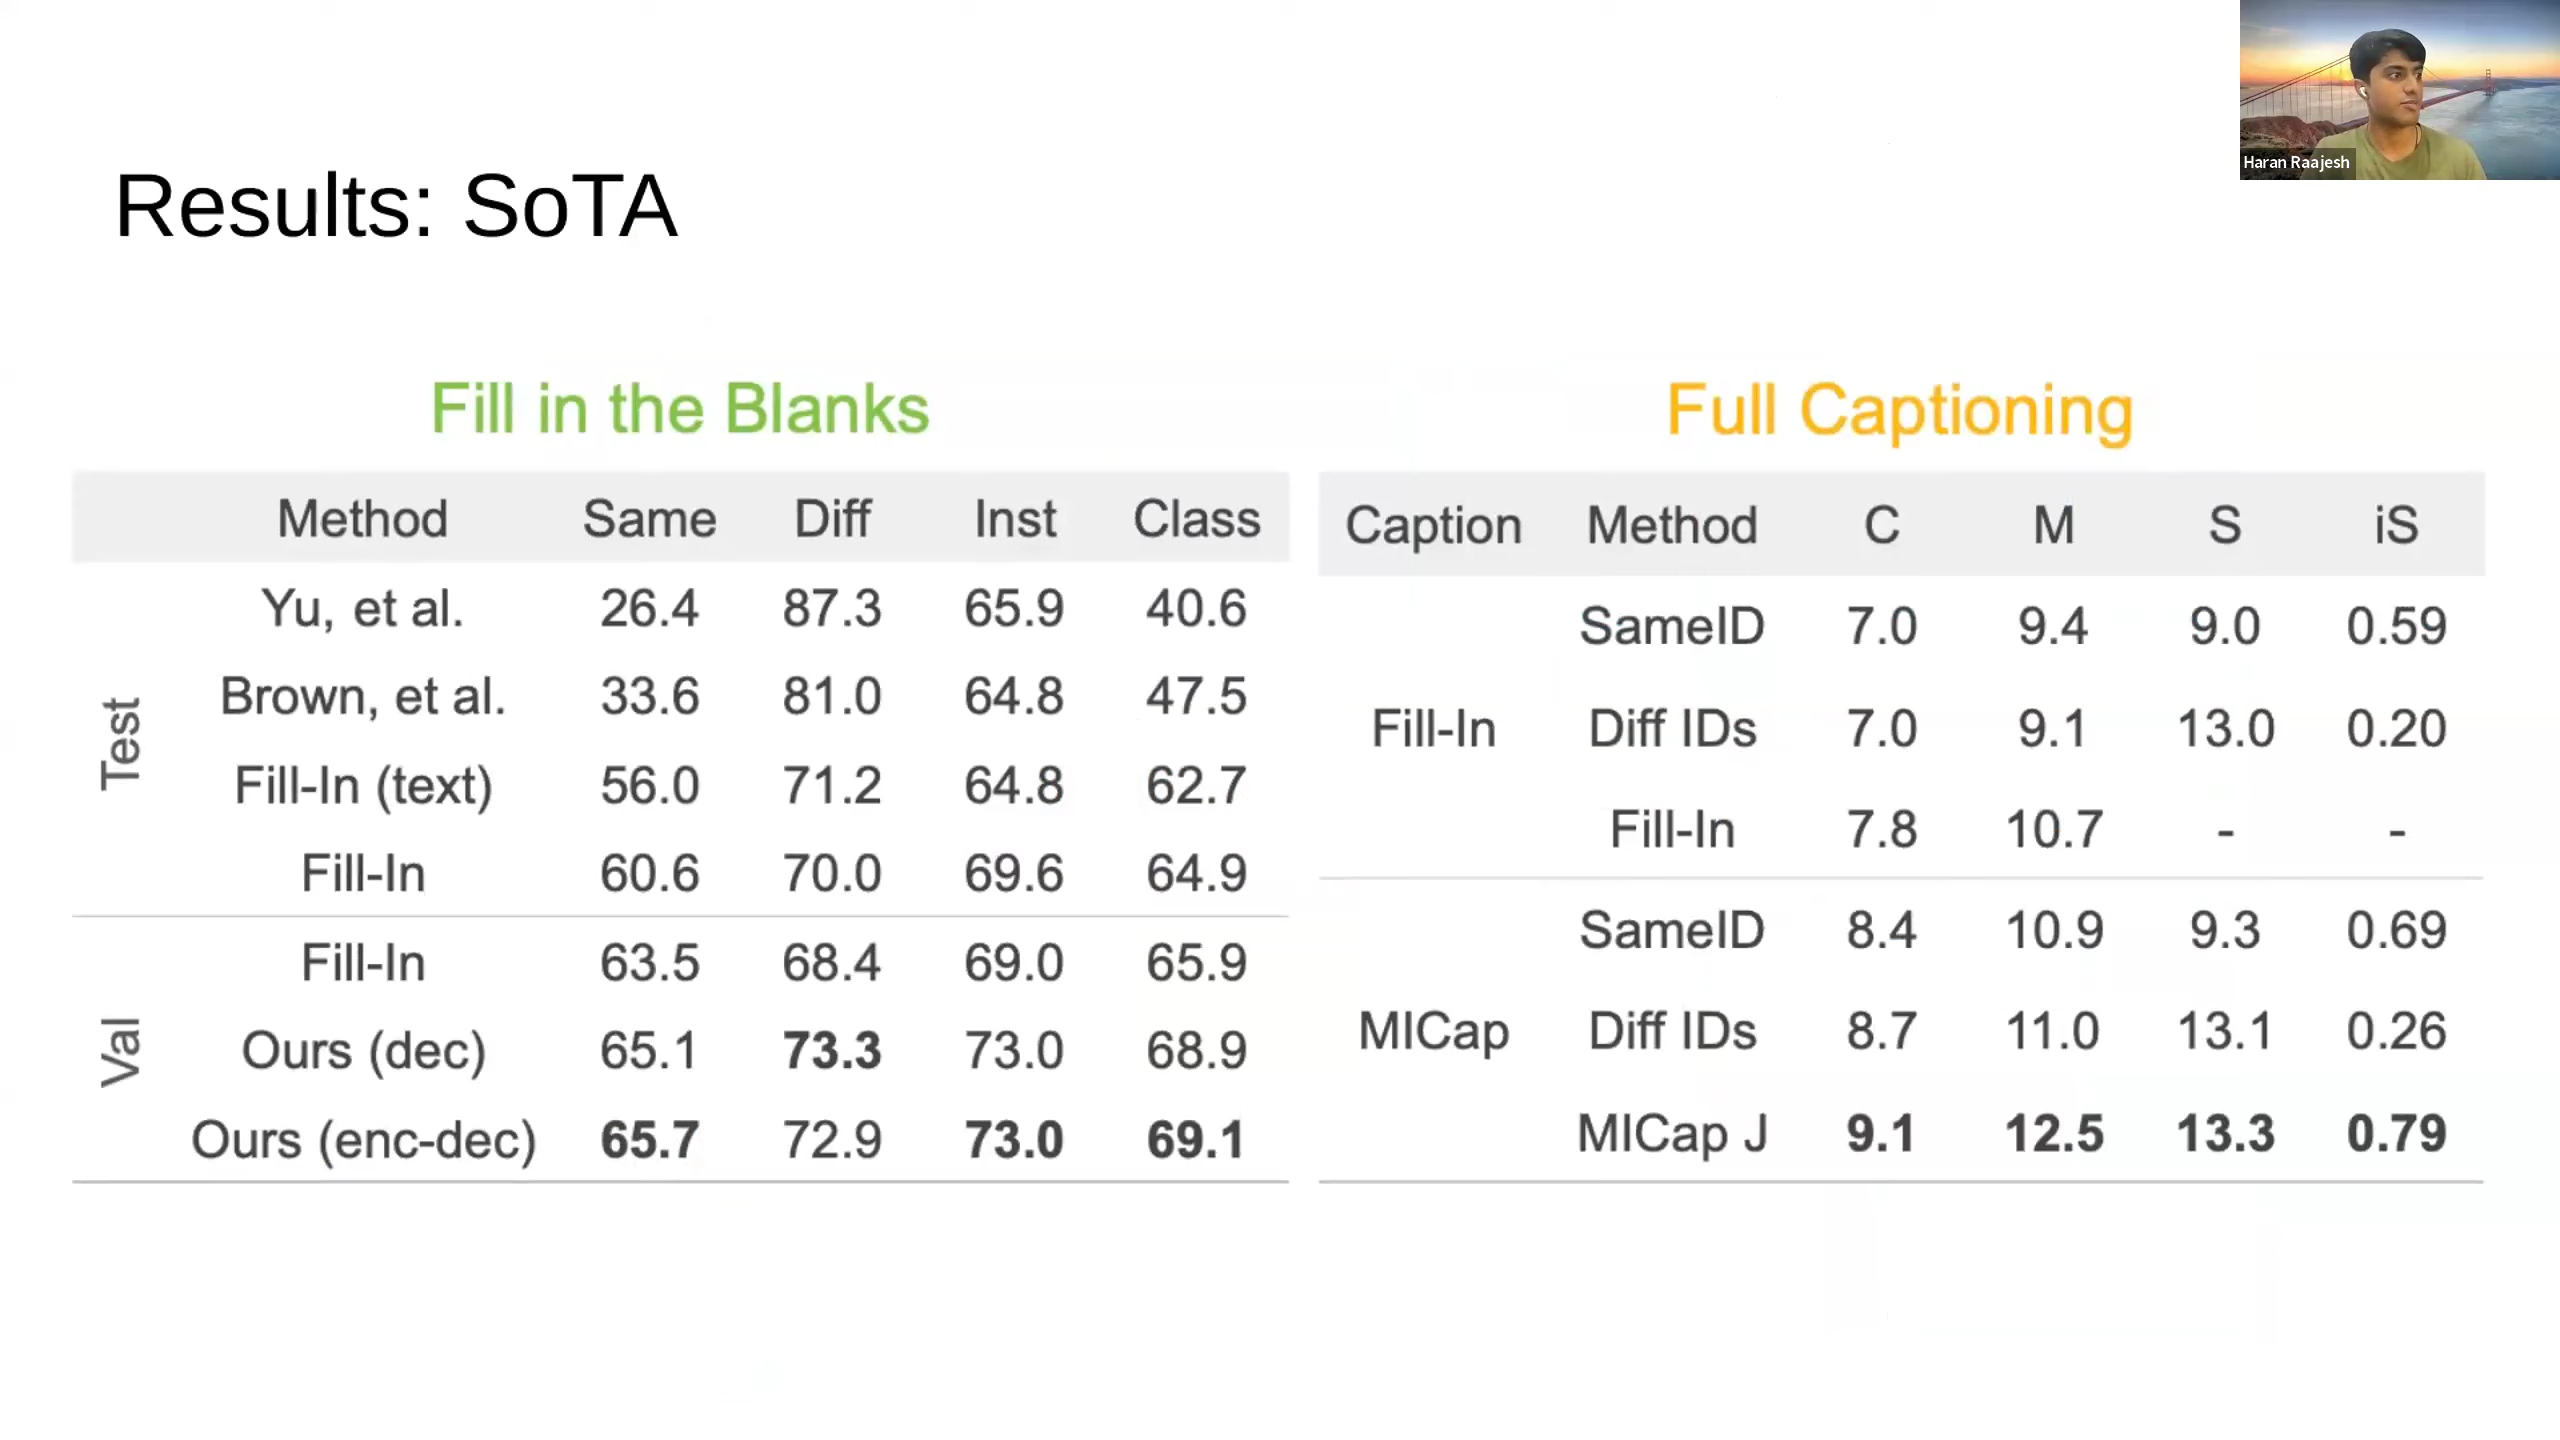 Haran Raajesh
Results: SoTA
Fill in the Blanks
Method Same Diff Inst Class
Test
Yu, et al. 26.4 87.3 65.9 40.6
Brown, et al. 33.6 81.0 64.8 47.5
Fill-In (text) 56.0 71.2 64.8 62.7
Fill-In 60.6 70.0 69.6 64.9
Val
Fill-In 63.5 68.4 69.0 65.9
Ours (dec) 65.1 73.3 73.0 68.9
Ours (enc-dec) 65.7 72.9 73.0 69.1
Full Captioning
Caption Method C M S iS
Fill-In
SameID 7.0 9.4 9.0 0.59
Diff IDs 7.0 9.1 13.0 0.20
Fill-In 7.8 10.7 - -
MICap
SameID 8.4 10.9 9.3 0.69
Diff IDs 8.7 11.0 13.1 0.26
MICap J 9.1 12.5 13.3 0.79